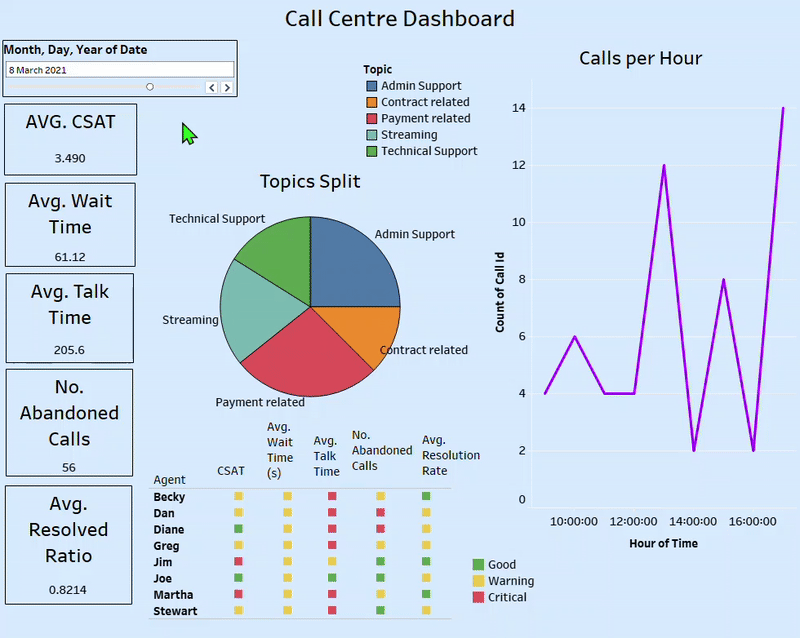 Call Centre Dashboard
Month, Day, Year of Date
8 March 2021
AVG. CSAT
3.490
Avg. Wait
Time
61.12
Avg. Talk
Time
205.6
No.
Abandoned
Calls
56
Avg.
Resolved
Ratio
0.8214
Topic
Admin Support
Contract related
Payment related
Streaming
Technical Support
Topics Split
Technical Support
Admin Support
Streaming
Contract related
Payment related
Agent
CSAT
Avg.
Wait
Time
(s)
Avg.
Talk
Time
No.
Abandoned
Calls
Avg.
Resolution
Rate
Becky
Dan
Diane
Greg
Jim
Joe
Martha
Stewart
Good
Warning
Critical
Calls per Hour
Count of Call Id
14
12
10
8
6
4
2
0
10:00:00 12:00:00 14:00:00 16:00:00
Hour of Time